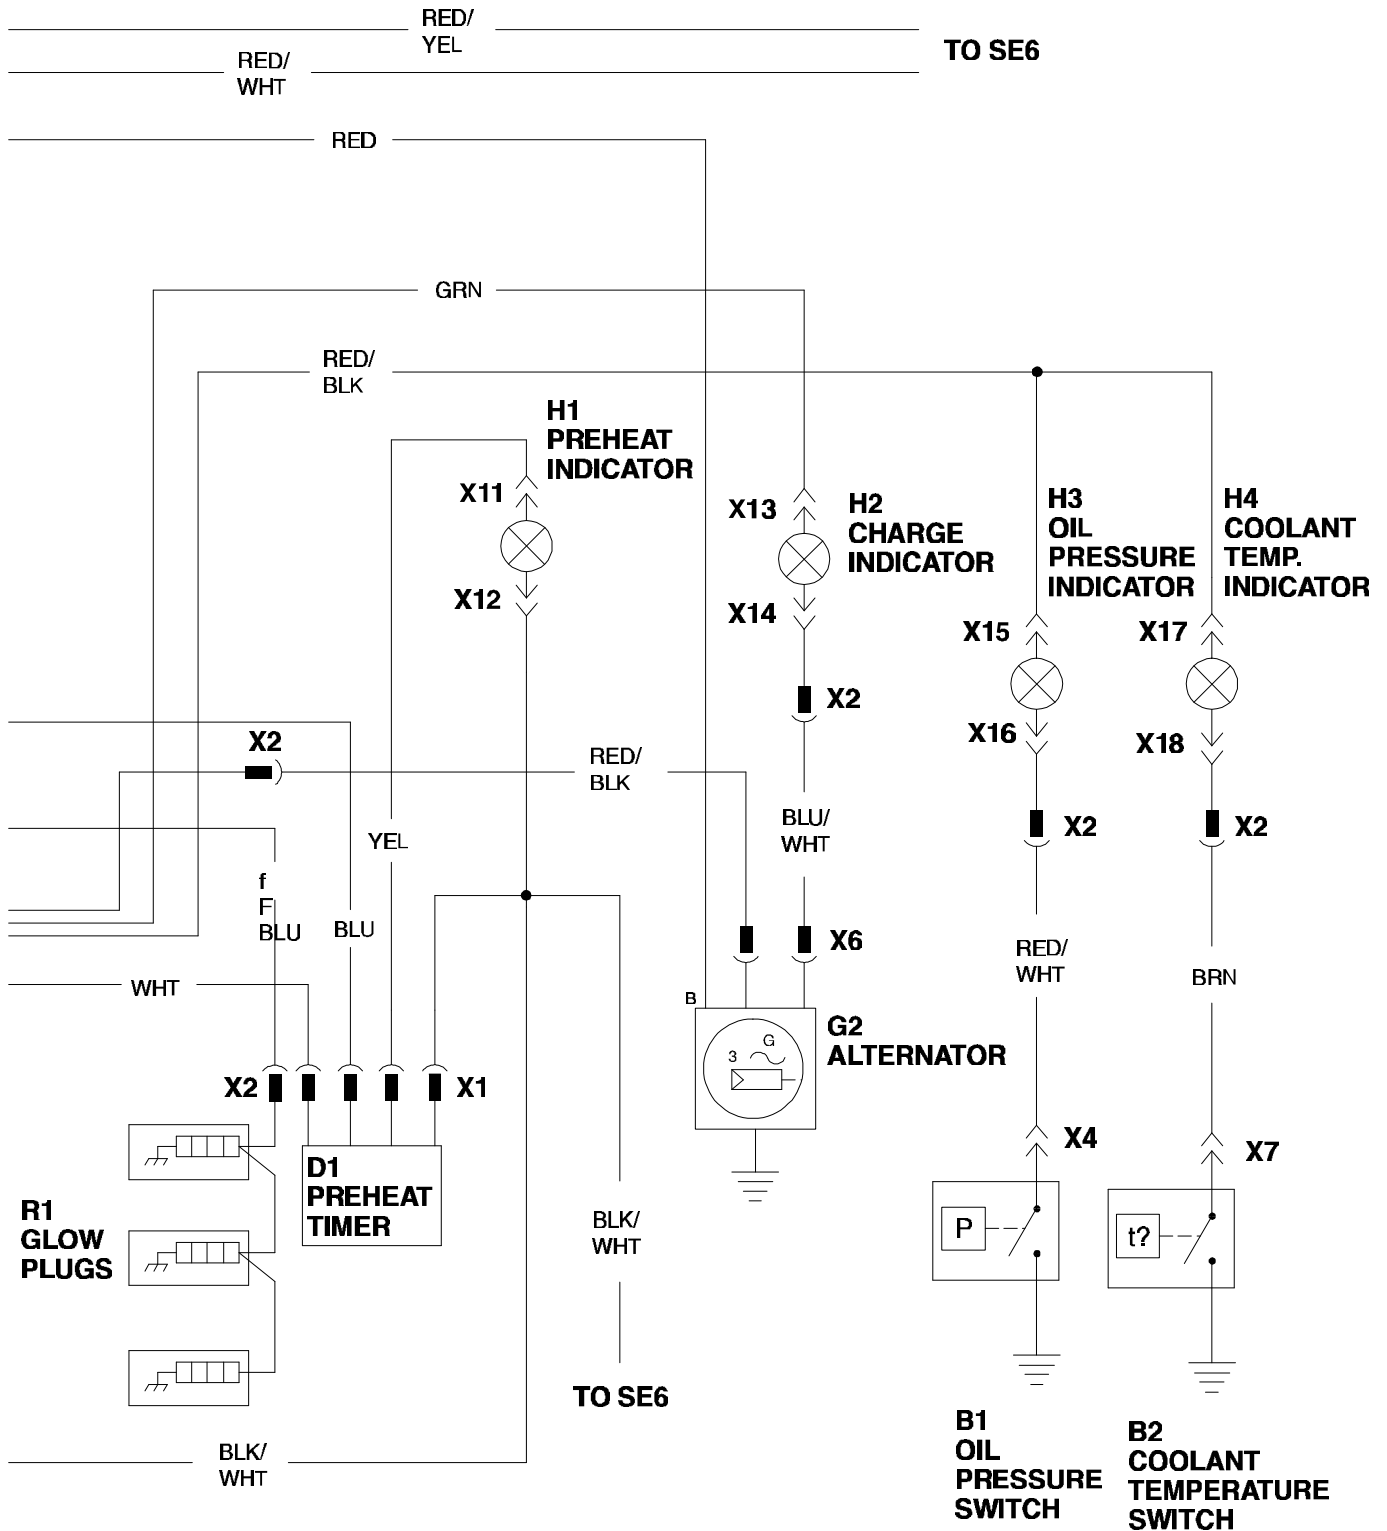 RED/
YEL
TO SE6
RED/
WHT
RED
GRN
RED/
BLK
H1
PREHEAT
INDICATOR
X11
X12
X13
H2
CHARGE
INDICATOR
X14
H3
OIL
PRESSURE
INDICATOR
H4
COOLANT
TEMP.
INDICATOR
X15
X17
X16
X18
X2
X2
RED/
BLK
BLU/
WHT
X2
X2
YEL
f
F
BLU
BLU
X6
RED/
WHT
BRN
WHT
B
G2
ALTERNATOR
G
3
X2
X1
X4
X7
D1
PREHEAT
TIMER
R1
GLOW
PLUGS
BLK/
WHT
P
t?
TO SE6
BLK/
WHT
B1
OIL
PRESSURE
SWITCH
B2
COOLANT
TEMPERATURE
SWITCH